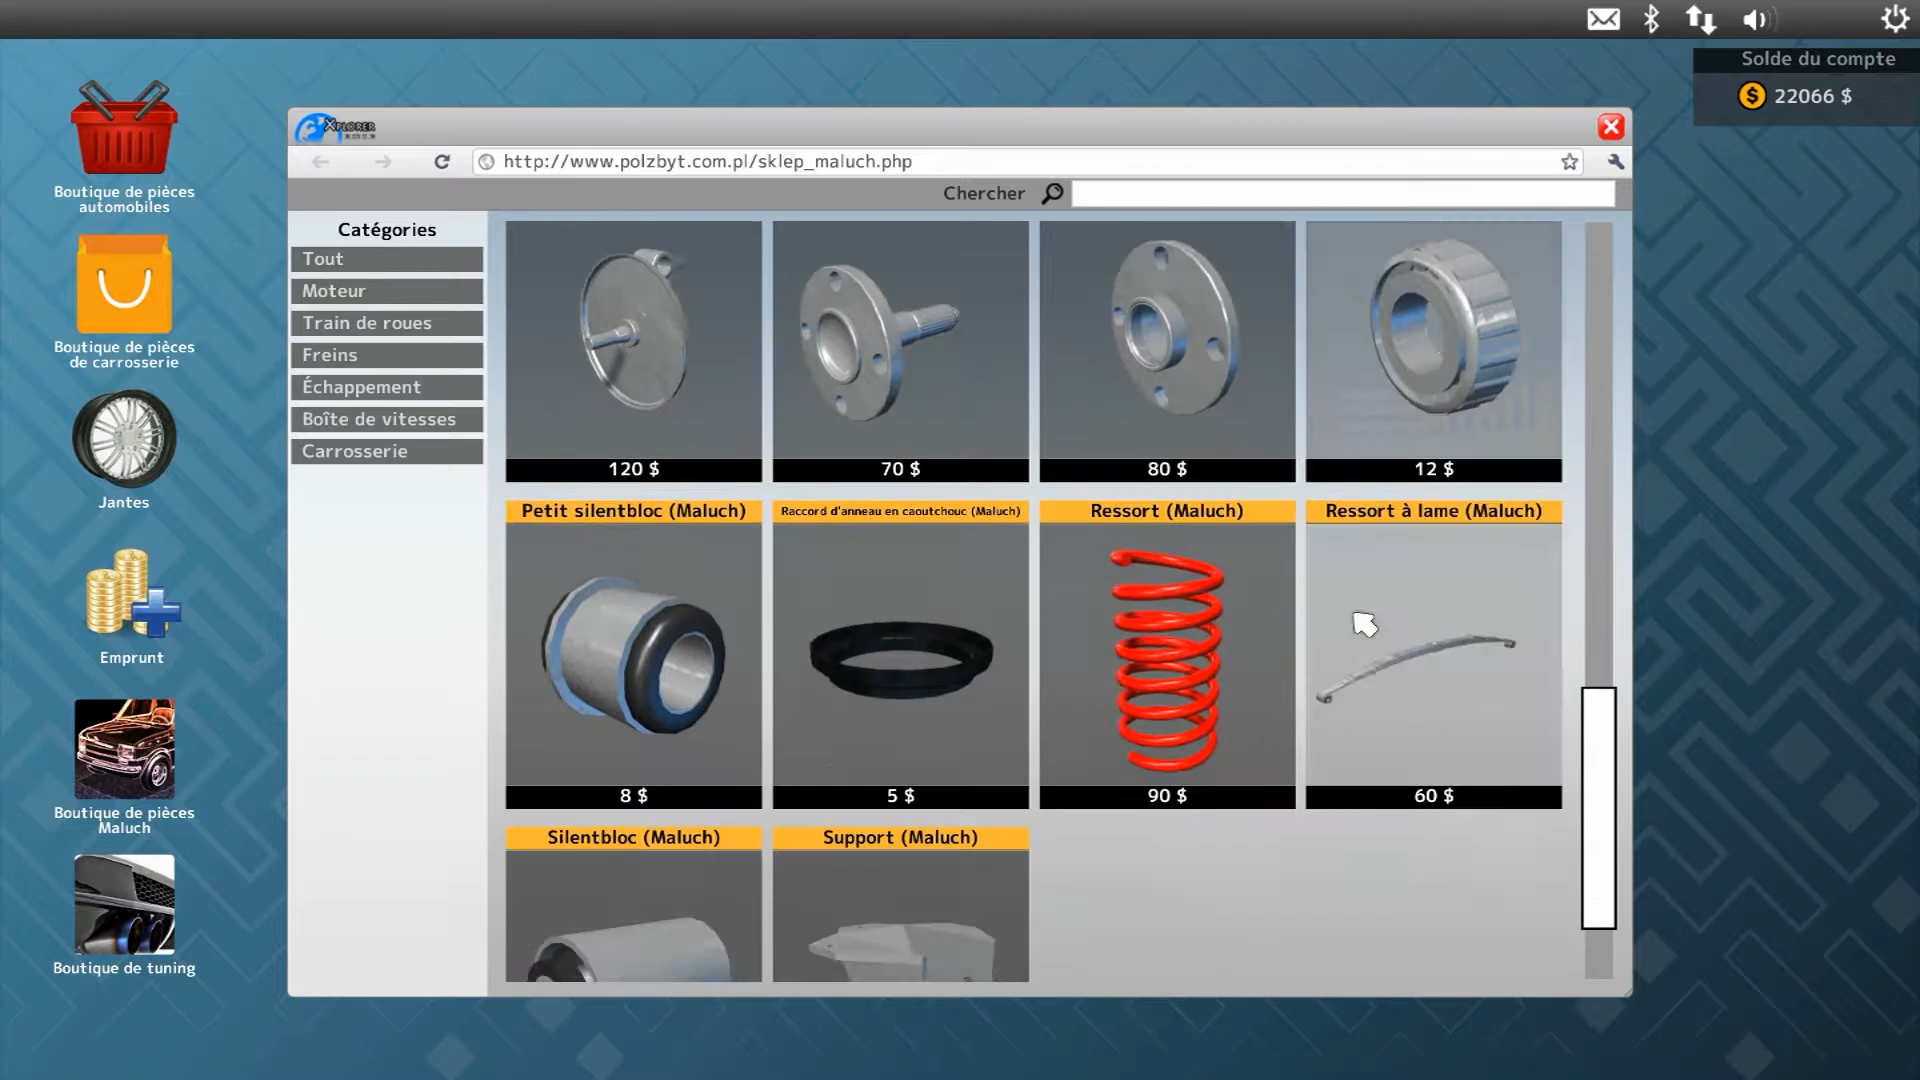 Solde du compte
22066 $
XPLORER
http://www.polzbyt.com.pl/sklep_maluch.php
Chercher
Boutique de pièces
automobiles
Boutique de pièces
de carrosserie
Jantes
Emprunt
Boutique de pièces
Maluch
Boutique de tuning
Catégories
Tout
Moteur
Train de roues
Freins
Échappement
Boîte de vitesses
Carrosserie
120 $
70 $
80 $
12 $
Petit silentbloc (Maluch)
Raccord d'anneau en caoutchouc (Maluch)
Ressort (Maluch)
Ressort à lame (Maluch)
8 $
5 $
90 $
60 $
Silentbloc (Maluch)
Support (Maluch)